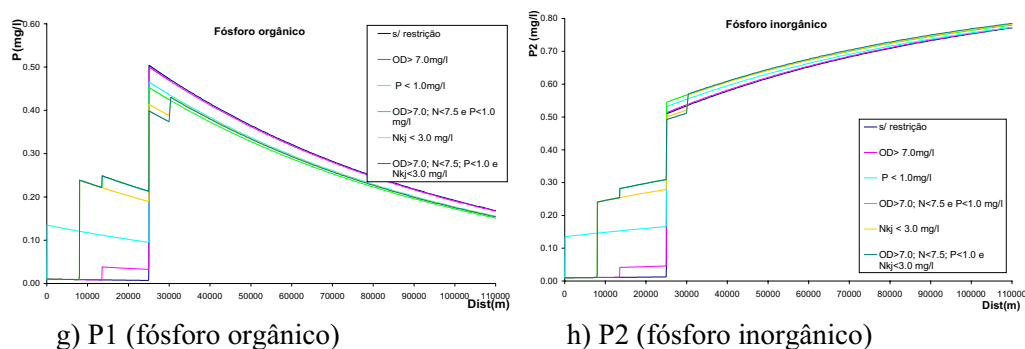 Fósforo orgânico
P (mg/l)
0.60
0.50
0.40
0.30
0.20
0.10
0.00
0
10000
20000
30000
40000
50000
60000
70000
80000
90000
100000
110000
Dist(m)
s/ restrição
OD> 7.0mg/l
P < 1.0mg/l
OD>7.0; N<7.5 e P<1.0
mg/l
Nkj < 3.0 mg/l
OD>7.0; N<7.5; P<1.0 e
Nkj<3.0 mg/l
g) P1 (fósforo orgânico)
Fósforo inorgânico
P2 (mg/l)
0.80
0.70
0.60
0.50
0.40
0.30
0.20
0.10
0.00
0
10000
20000
30000
40000
50000
60000
70000
80000
90000
100000
110000
Dist(m)
s/ restrição
OD> 7.0mg/l
P < 1.0mg/l
OD>7.0; N<7.5 e P<1.0 mg/l
Nkj < 3.0 mg/l
OD>7.0; N<7.5; P<1.0 e
Nkj<3.0 mg/l
h) P2 (fósforo inorgânico)